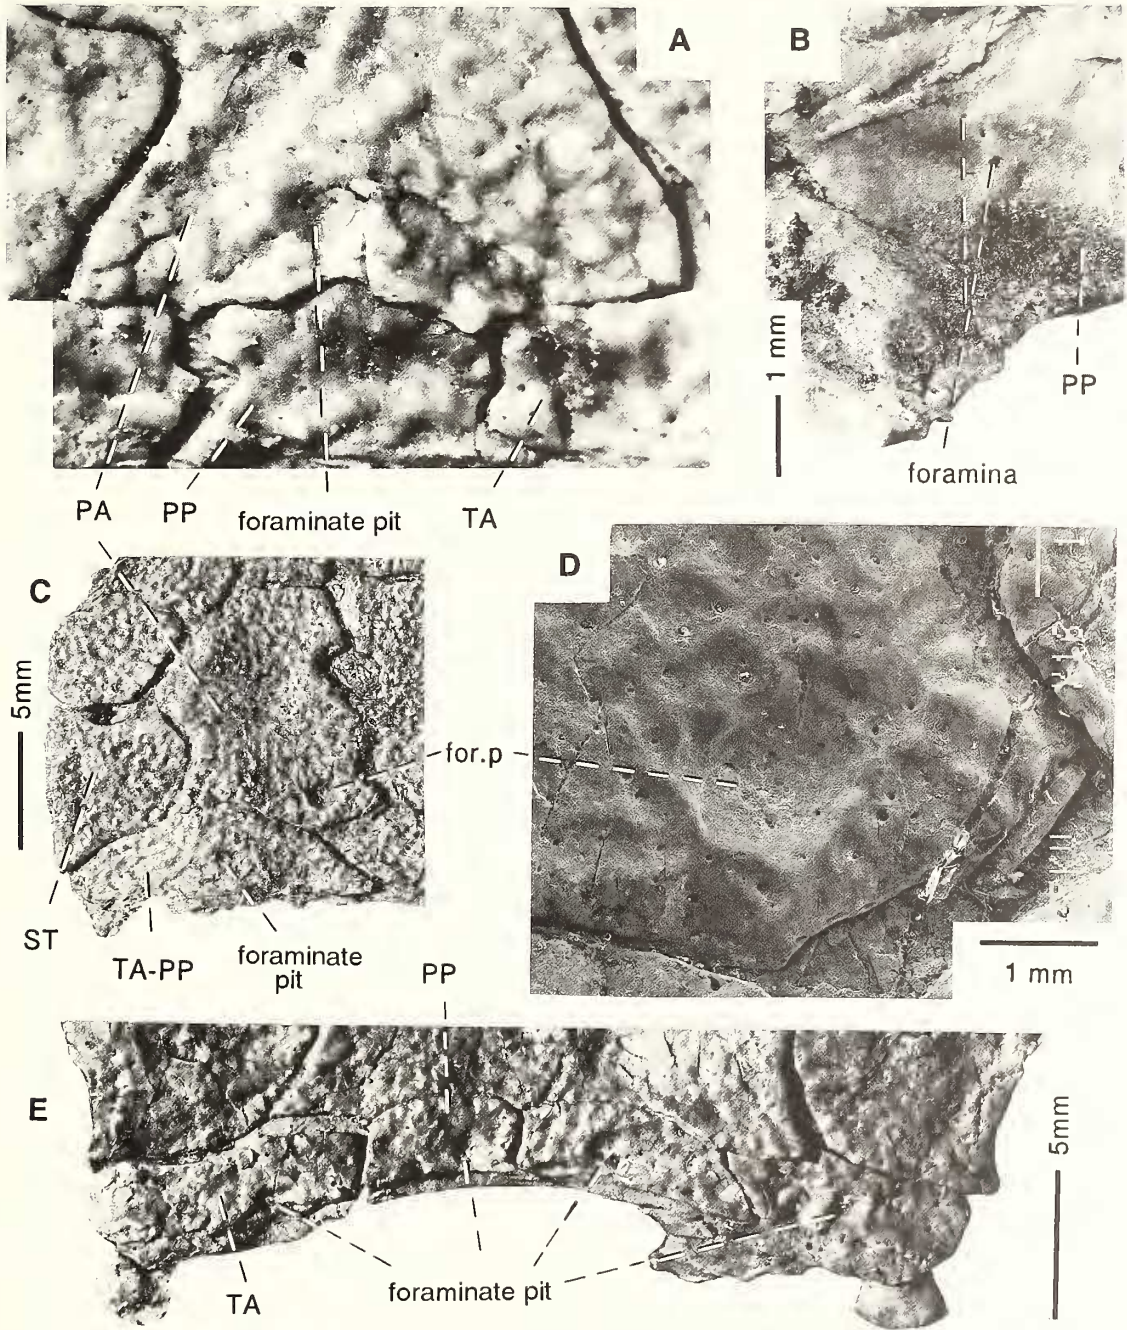 A
B
1 mm
PP
foramina
PA
PP
foraminate pit
TA
C
D
5mm
for.p
ST
TA-PP
foraminate
pit
1 mm
PP
E
5mm
foraminate pit
TA